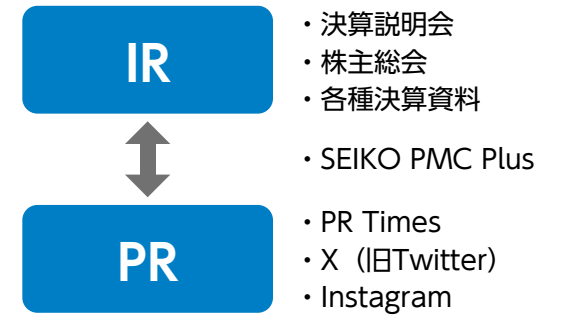 IR
・決算説明会
・株主総会
・各種決算資料
・SEIKO PMC Plus
PR
・PR Times
・X（旧Twitter）
・Instagram